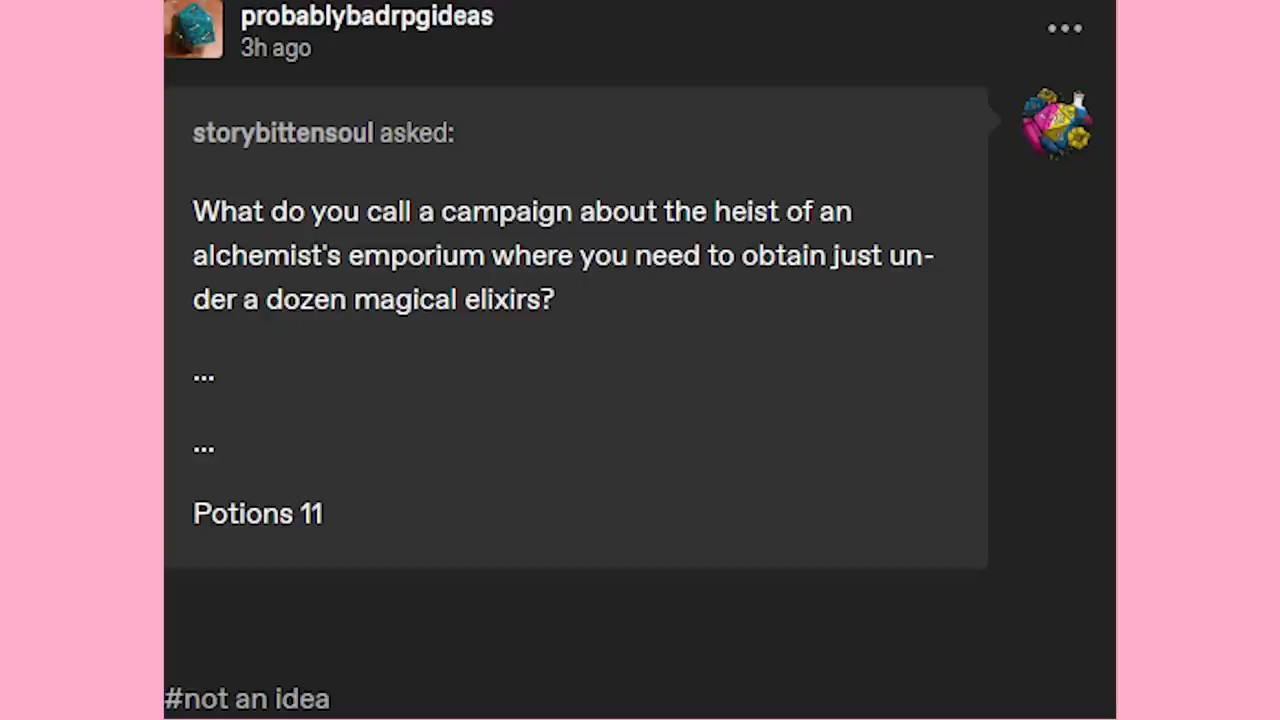 probablybadrpgideas
3h ago
storybittensoul asked:
What do you call a campaign about the heist of an
alchemist's emporium where you need to obtain just un-
der a dozen magical elixirs?
...
...
Potions 11
#not an idea